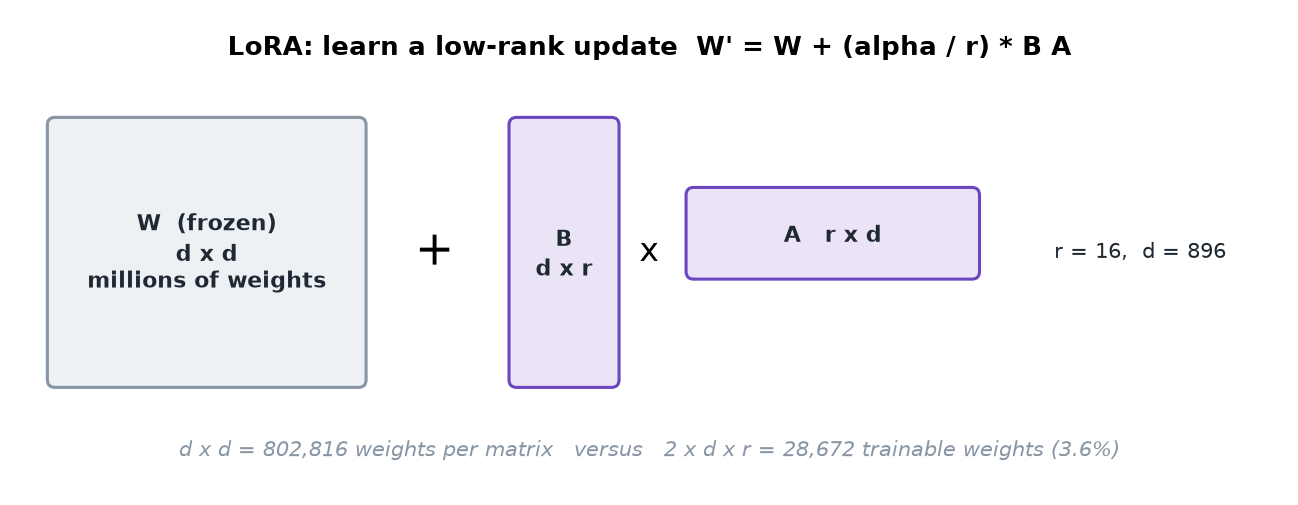 LoRA: learn a low-rank update  W' = W + (alpha / r) * B A
W  (frozen)
d x d
millions of weights
+
B
d x r
x
A   r x d
r = 16,  d = 896
d x d = 802,816 weights per matrix   versus   2 x d x r = 28,672 trainable weights (3.6%)